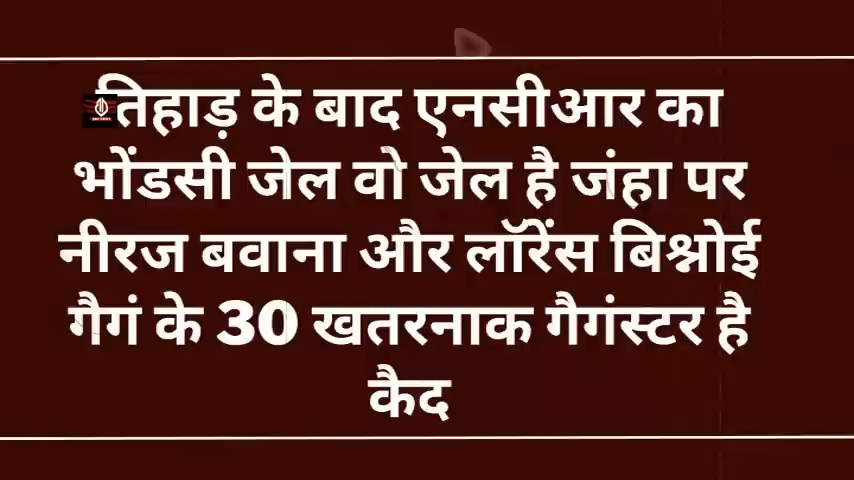 तिहाड़ के बाद एनसीआर का
भोंडसी जेल वो जेल है जंहा पर
नीरज बवाना और लॉरेंस बिश्नोई
गैगं के 30 खतरनाक गैगंस्टर है
कैद